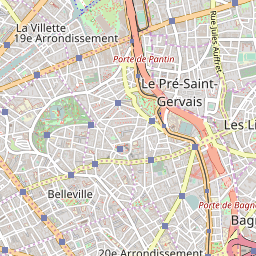 La Villette
19e Arrondissement
Rue Jules Auffret
Porte de Pantin
Le Pré-Saint-
Gervais
Les Li
Belleville
Porte de Bagn
Bag
20e Arrondissement